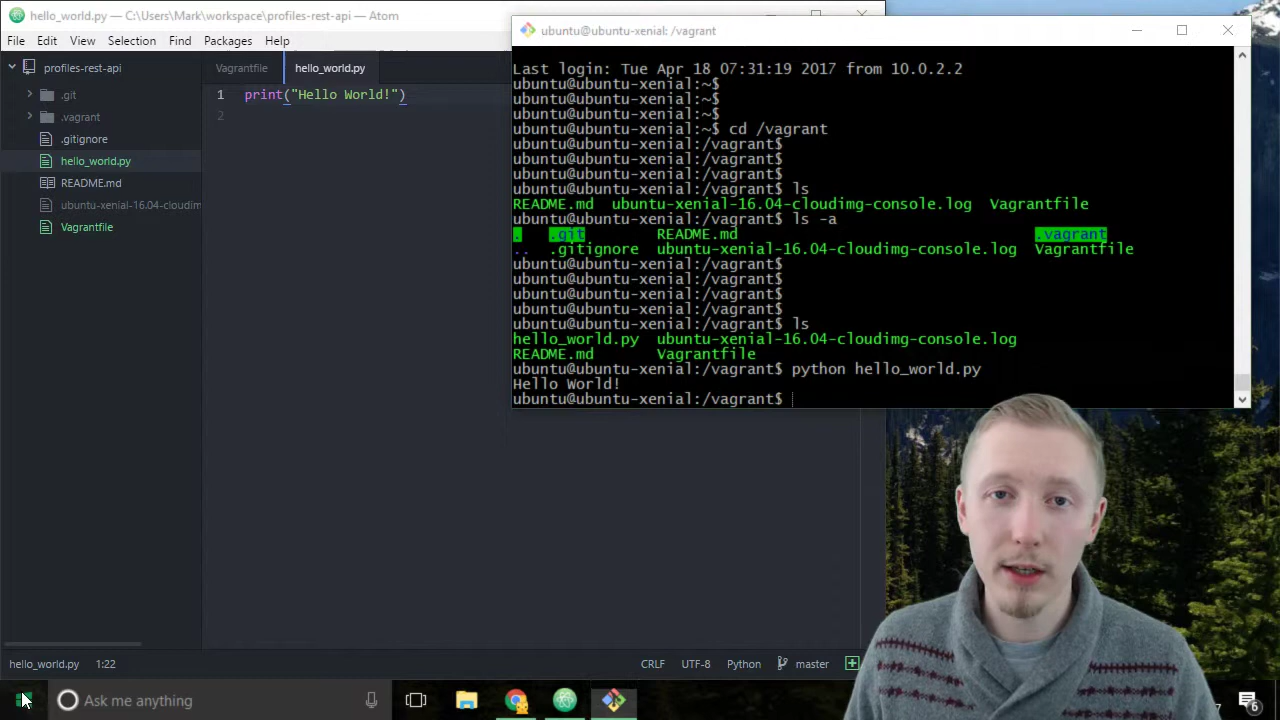 hello_world.py — C:\Users\Mark\workspace\profiles-rest-api — Atom
File Edit View Selection Find Packages Help
profiles-rest-api
.git
.vagrant
.gitignore
hello_world.py
README.md
ubuntu-xenial-16.04-cloudim
Vagrantfile
Vagrantfile hello_world.py
1 print("Hello World!")
2
hello_world.py 1:22
CRLF UTF-8 Python master
ubuntu@ubuntu-xenial: /vagrant
Last login: Tue Apr 18 07:31:19 2017 from 10.0.2.2
ubuntu@ubuntu-xenial:~$
ubuntu@ubuntu-xenial:~$
ubuntu@ubuntu-xenial:~$
ubuntu@ubuntu-xenial:~$ cd /vagrant
ubuntu@ubuntu-xenial:/vagrant$
ubuntu@ubuntu-xenial:/vagrant$
ubuntu@ubuntu-xenial:/vagrant$
ubuntu@ubuntu-xenial:/vagrant$ ls
README.md ubuntu-xenial-16.04-cloudimg-console.log Vagrantfile
ubuntu@ubuntu-xenial:/vagrant$ ls -a
. .git README.md .vagrant
.. .gitignore ubuntu-xenial-16.04-cloudimg-console.log Vagrantfile
ubuntu@ubuntu-xenial:/vagrant$
ubuntu@ubuntu-xenial:/vagrant$
ubuntu@ubuntu-xenial:/vagrant$
ubuntu@ubuntu-xenial:/vagrant$
ubuntu@ubuntu-xenial:/vagrant$ ls
hello_world.py ubuntu-xenial-16.04-cloudimg-console.log
README.md Vagrantfile
ubuntu@ubuntu-xenial:/vagrant$ python hello_world.py
Hello World!
ubuntu@ubuntu-xenial:/vagrant$
Ask me anything
6